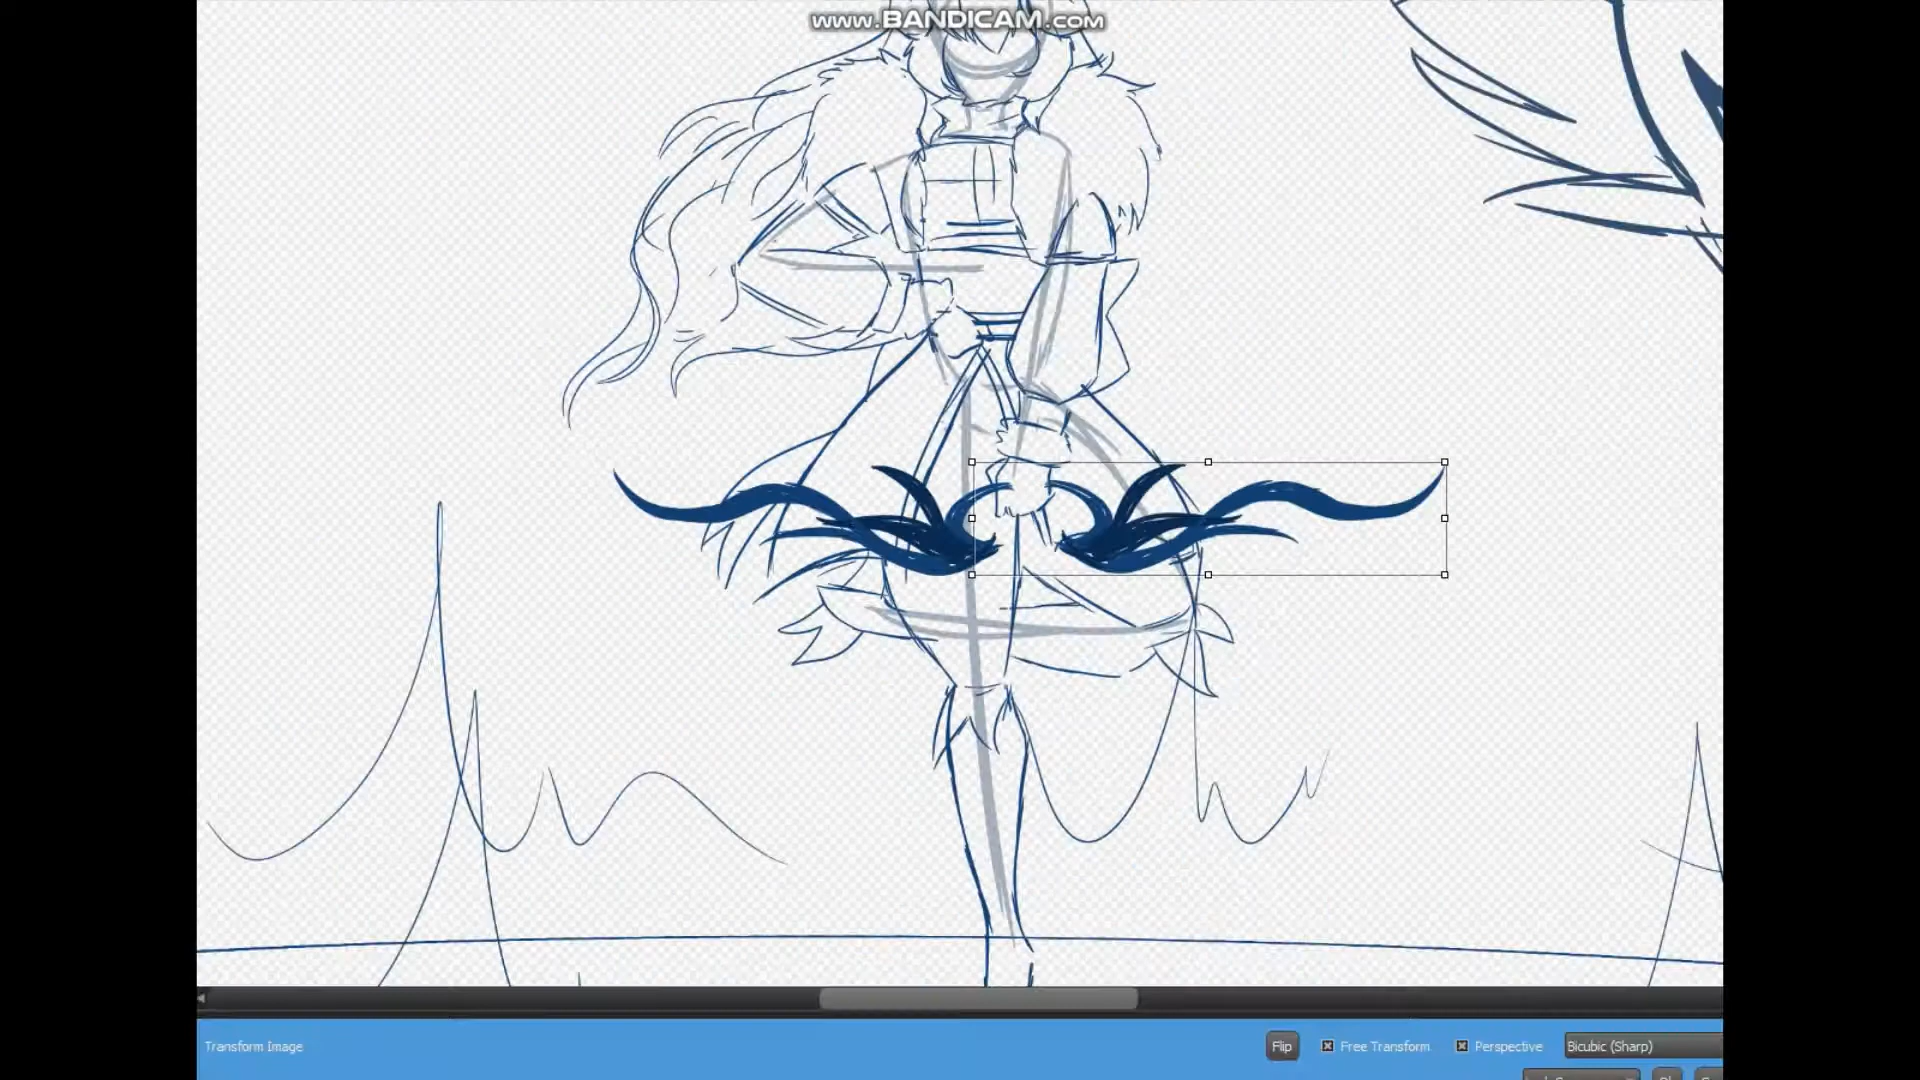 www.BANDICAM.com
Transform Image
Flip
Free Transform
Perspective
Bicubic (Sharp)